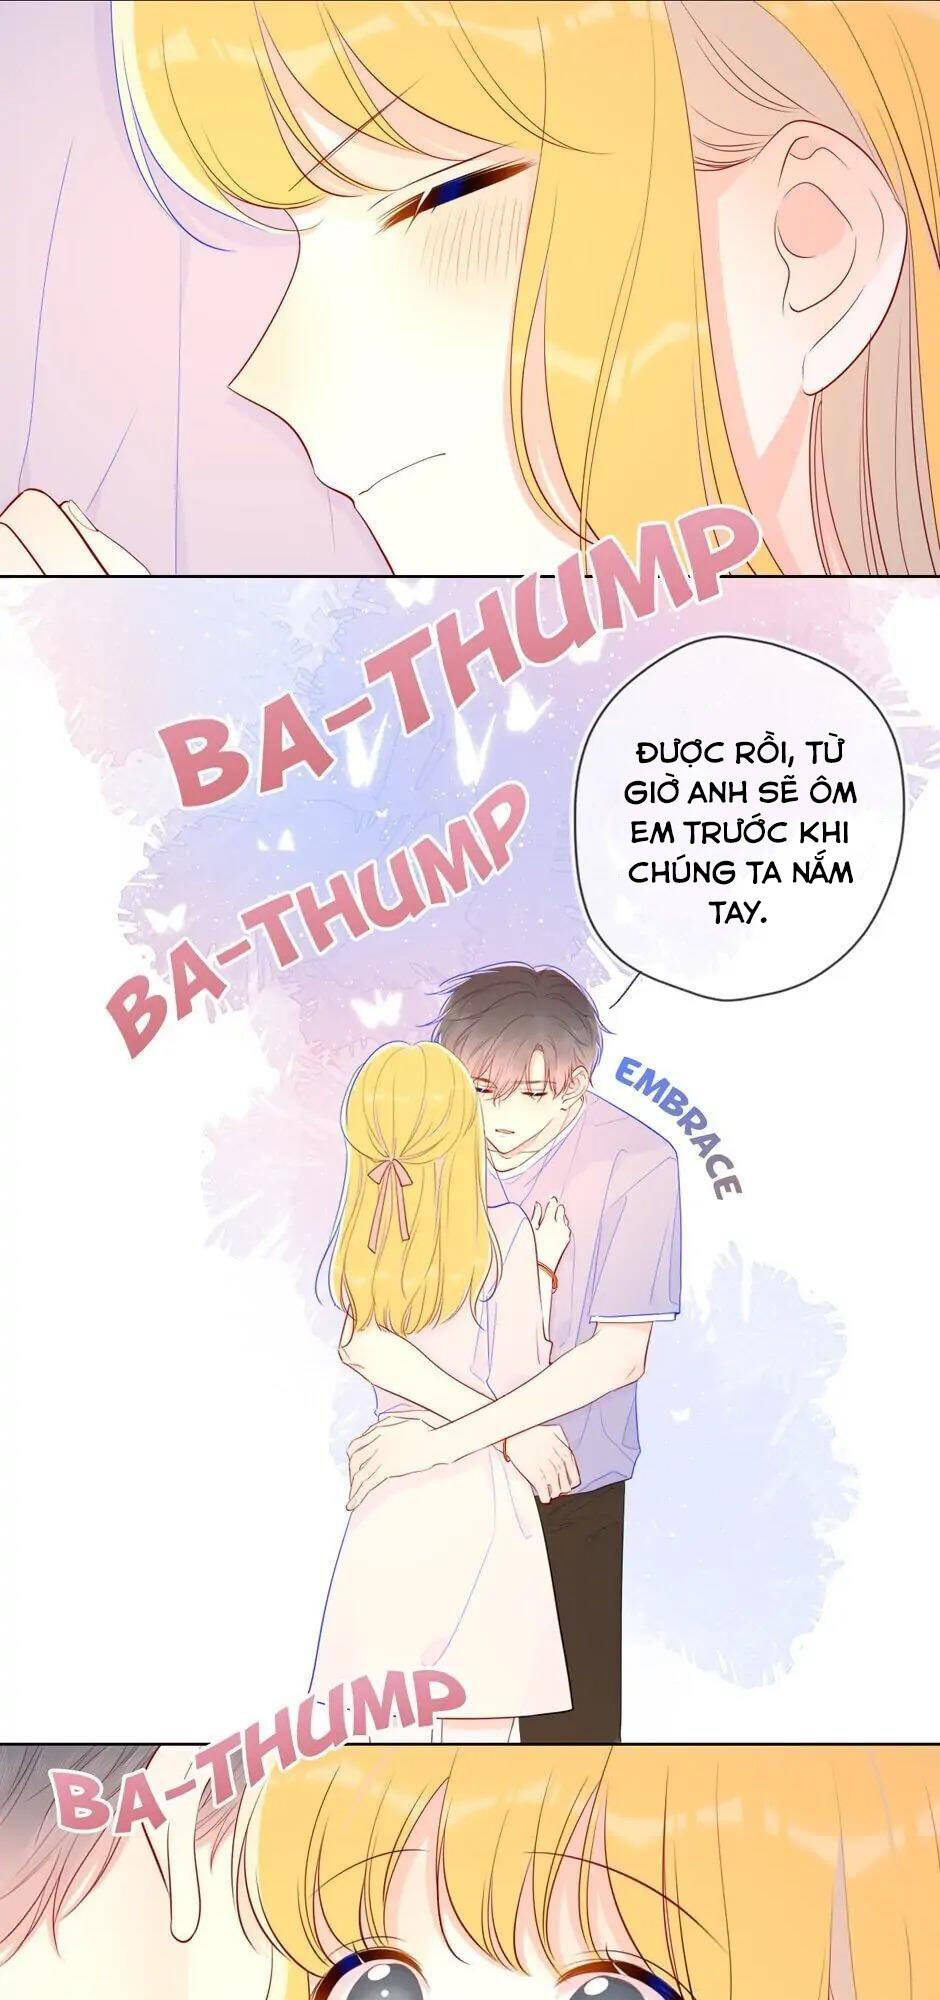 BA-THUMP
ĐƯỢC RỒI, TỪ
GIỜ ANH SẼ ÔM
EM TRƯỚC KHI
CHÚNG TA NẮM
TAY.
BA-THUMP
EMBRACE
BA-THUMP